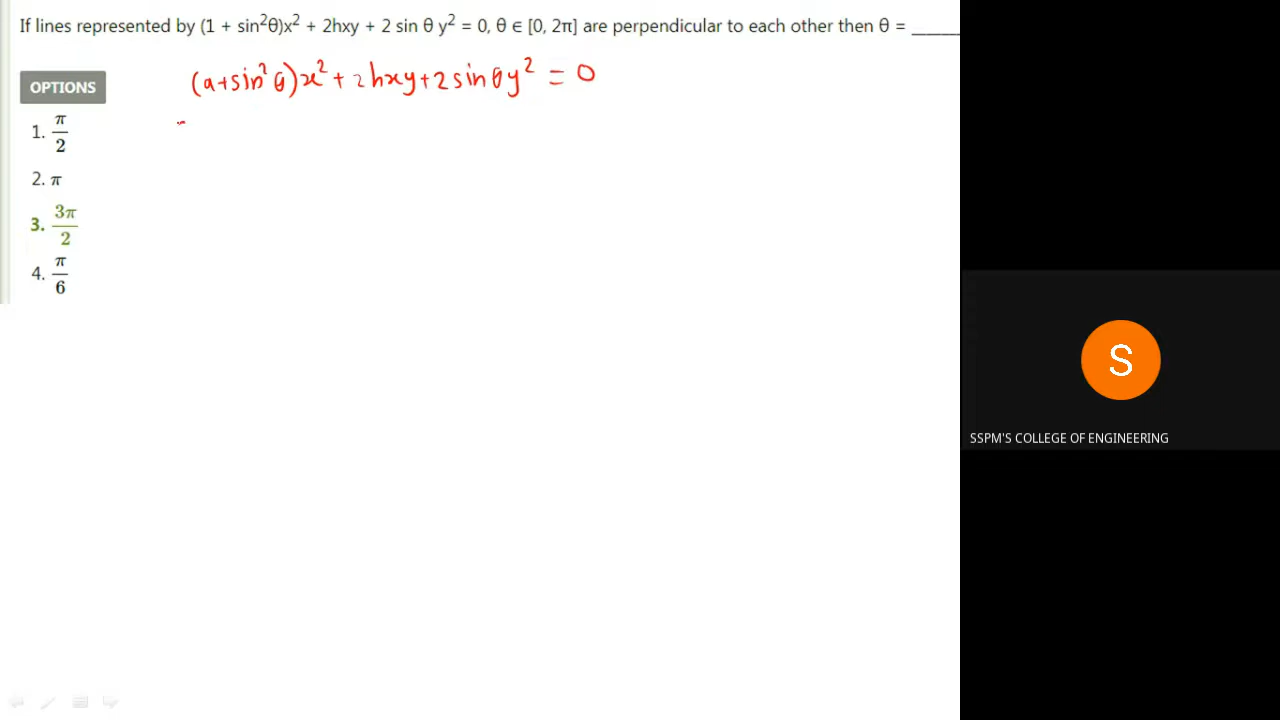 If lines represented by (1 + sin²θ)x² + 2hxy + 2 sin θ y² = 0, θ ∈ [0, 2π] are perpendicular to each other then θ = _____
(a+sin²θ)x² + 2hxy + 2sinθy² = 0
OPTIONS
1. π/2
2. π
3. 3π/2
4. π/6
S
SSPM'S COLLEGE OF ENGINEERING